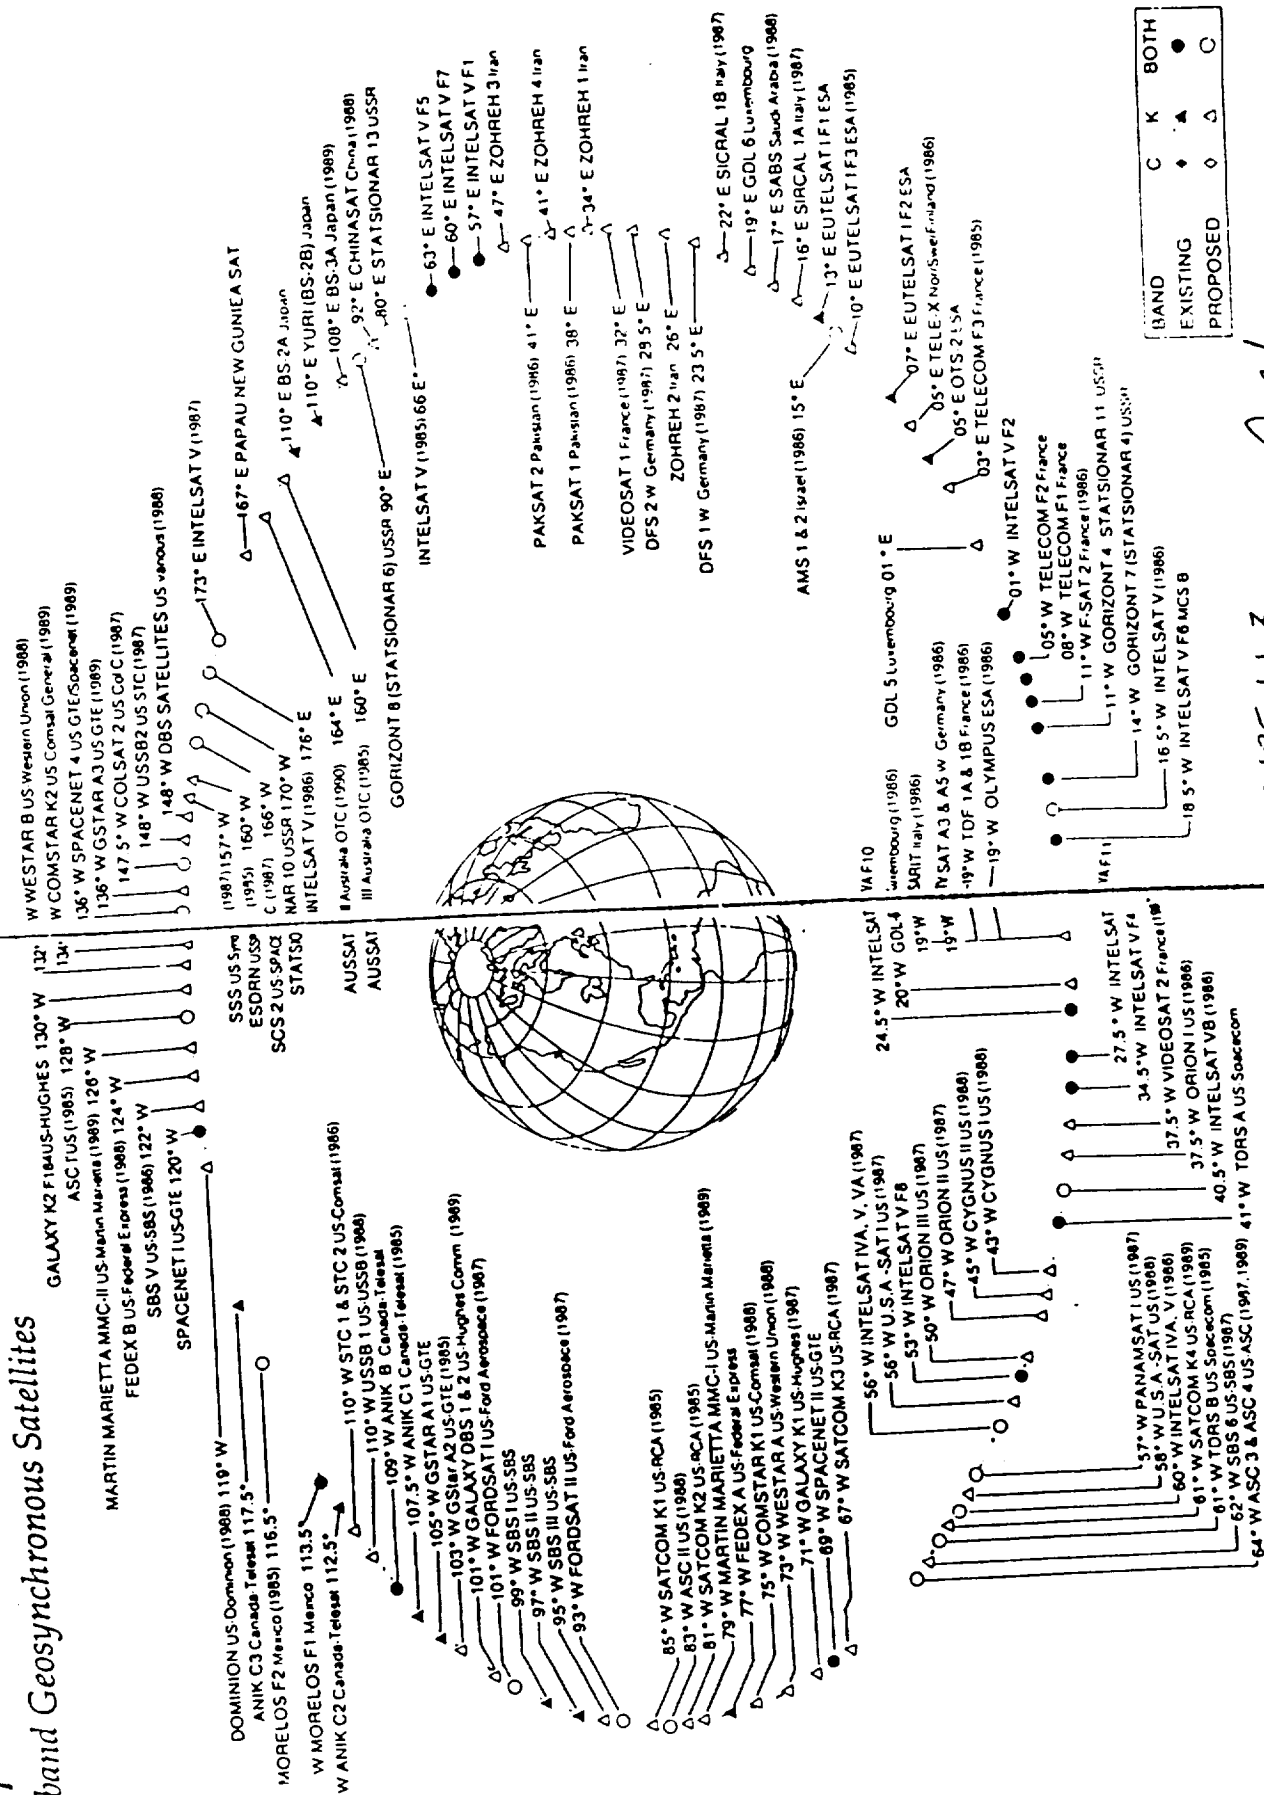 band Geosynchronous Satellites
GALAXY K2 F1&4 US-HUGHES 130° W
ASC I US (1985) 128° W
MARTIN MARIETTA MMC-II US-Martin Marietta (1989) 126° W
FEDEX B US-Federal Express (1988) 124° W
SBS V US-SBS (1986) 122° W
SPACENET I US-GTE 120° W
DOMINION US-Dominion (1988) 119° W
ANIK C3 Canada-Telesat 117.5°
MORELOS F2 Mexico (1985) 116.5°
W MORELOS F1 Mexico 113.5°
W ANIK C2 Canada-Telesat 112.5°
110° W STC 1 & STC 2 US-Comsat (1986)
110° W USSB 1 US-USSB (1988)
109° W ANIK B Canada-Telesat
107.5° W ANIK C1 Canada-Telesat (1985)
105° W GSTAR A1 US-GTE
103° W GStar A2 US-GTE (1985)
101° W GALAXY DBS 1 & 2 US-Hughes Comm (1989)
101° W FORDSAT I US-Ford Aerospace (1987)
99° W SBS I US-SBS
97° W SBS II US-SBS
95° W SBS III US-SBS
93° W FORDSAT II US-Ford Aerospace (1987)
85° W SATCOM K1 US-RCA (1985)
83° W ASC II US (1988)
81° W SATCOM K2 US-RCA (1985)
79° W MARTIN MARIETTA MMC-I US-Martin Marietta (1989)
77° W FEDEX A US-Federal Express
75° W COMSTAR K1 US-Comsat (1988)
73° W WESTAR A US-Western Union (1988)
71° W GALAXY K1 US-Hughes (1987)
69° W SPACENET II US-GTE
67° W SATCOM K3 US-RCA (1987)
56° W INTELSAT IVA, V, VA (1987)
56° W U.S.A.-SAT I US (1987)
53° W INTELSAT V F8
50° W ORION III US (1987)
47° W ORION II US (1987)
45° W CYGNUS II US (1988)
43° W CYGNUS I US (1988)
57° W PANAMSAT I US (1987)
58° W U.S.A.-SAT US (1988)
60° W INTELSAT IVA, V (1986)
61° W SATCOM K4 US-RCA (1989)
61° W TDRS B US Spacecom (1985)
62° W SBS 6 US-SBS (1987)
64° W ASC 3 & ASC 4 US-ASC (1987, 1989)
41° W TDRS A US Spacecom
40.5° W INTELSAT VB (1986)
37.5° W ORION I US (1986)
37.5° W VIDEOSAT 2 France
34.5° W INTELSAT V F4
27.5° W INTELSAT VA F11
24.5° W INTELSAT VA F10
20° W GDL-6 Luxembourg (1986)
19° W SARIT Italy (1986)
19° W TV SAT A3 & A5 W Germany (1986)
19° W TDF 1A & 1B France (1986)
19° W OLYMPUS ESA (1986)
132° W WESTAR B US Western Union (1988)
134° W COMSTAR K2 US Comsat General (1989)
136° W SPACENET 4 US GTE/Spacenet (1989)
136° W GSTAR A3 US GTE (1989)
147.5° W COLSAT 2 US Col C (1987)
148° W USSB2 US STC (1987)
148° W DBS SATELLITES US various (1988)
SSS US (1987) 157° W
ESDRN USSR (1985) 160° W
SCS 2 US-SPACE C (1987) 166° W
STATSIONAR 10 USSR 170° W
INTELSAT V (1986) 176° E
AUSSAT II Australia OTC (1990) 164° E
AUSSAT III Australia OTC (1985) 160° E
173° E INTELSAT V (1987)
167° E PAPAU NEW GUNIEA SAT
110° E BS-2A Japan
110° E YURI (BS-2B) Japan
108° E BS-3A Japan (1989)
92° E CHINASAT China (1988)
80° E STATSIONAR 13 USSR
GORIZONT 8 (STATSIONAR 6) USSR 90° E
INTELSAT V (1985) 66° E
63° E INTELSAT V F5
60° E INTELSAT V F7
57° E INTELSAT V F1
47° E ZOHREH 3 Iran
PAKSAT 2 Pakistan (1986) 41° E
41° E ZOHREH 4 Iran
PAKSAT 1 Pakistan (1986) 38° E
34° E ZOHREH 1 Iran
VIDEOSAT 1 France (1987) 32° E
DFS 2 W Germany (1987) 28 5° E
ZOHREH 2 Iran 26° E
DFS 1 W Germany (1987) 23 5° E
22° E SICRAL 1B Italy (1987)
19° E GDL 6 Luxembourg
17° E SABS Saudi Arabia (1988)
16° E SIRCAL 1A Italy (1987)
AMS 1 & 2 Israel (1986) 15° E
13° E EUTELSAT I F1 ESA
10° E EUTELSAT I F3 ESA (1985)
07° E EUTELSAT I F2 ESA
05° E TELE-X Nor/Swe/Finland (1986)
05° E OTS-2 ESA
03° E TELECOM F3 France (1985)
GDL 5 Luxembourg 01° E
01° W INTELSAT V F2
05° W TELECOM F2 France
08° W TELECOM F1 France
11° W F-SAT 2 France (1986)
11° W GORIZONT 4 STATSIONAR 11 USSR
14° W GORIZONT 7 (STATSIONAR 4) USSR
16 5° W INTELSAT V (1986)
18 5° W INTELSAT V F6 MCS B
BAND C K BOTH
EXISTING
PROPOSED